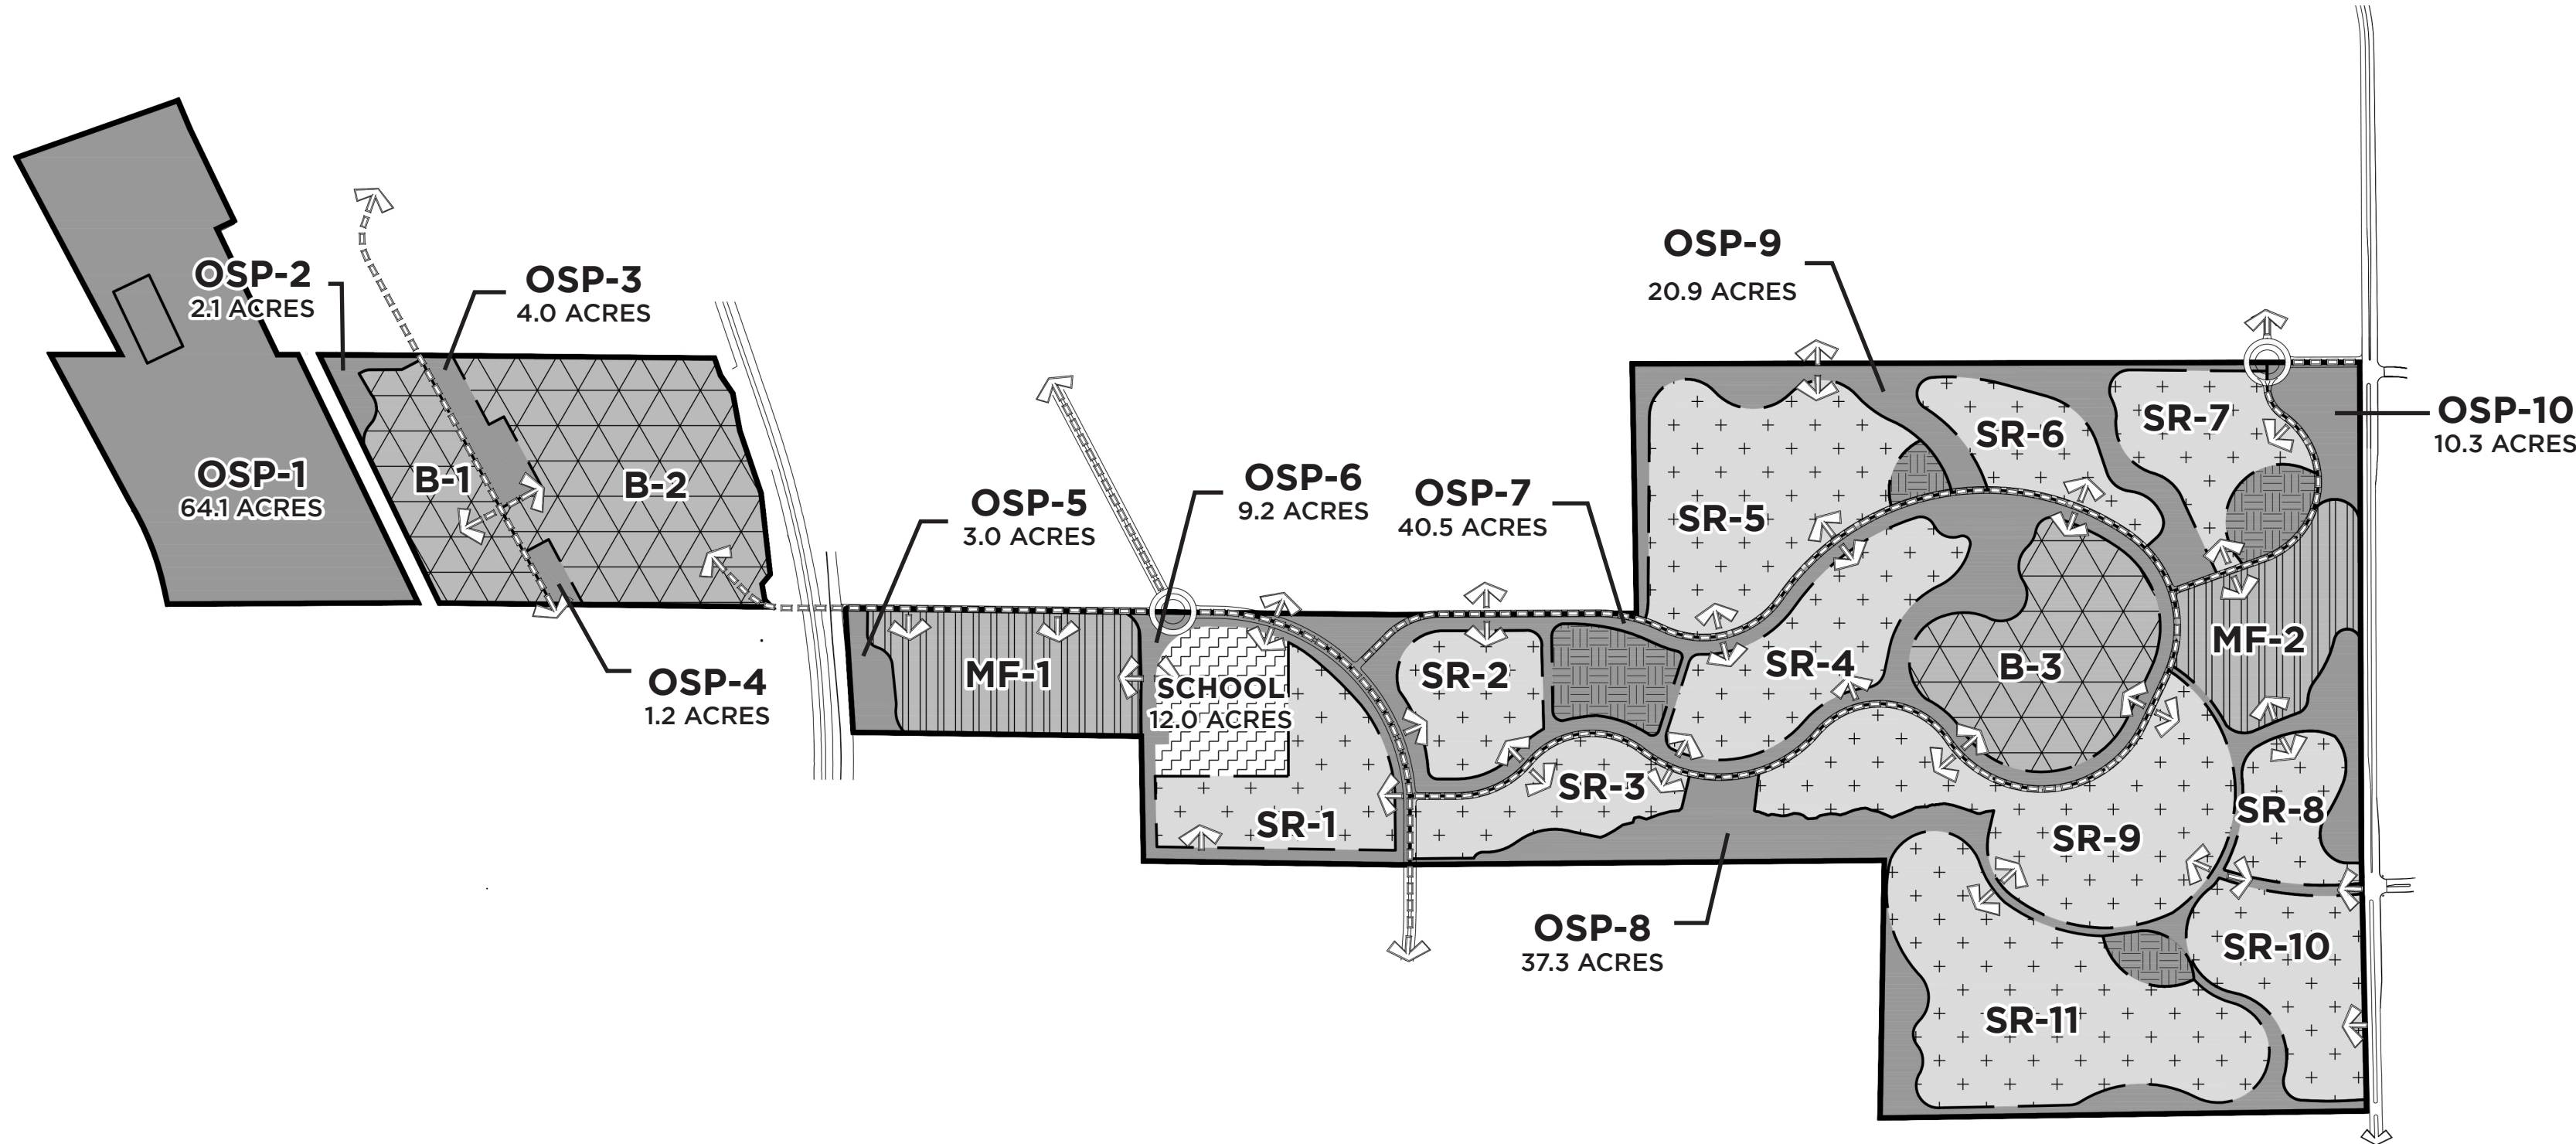 OSP-9
20.9 ACRES
OSP-2
2.1 ACRES
OSP-3
4.0 ACRES
OSP-10
10.3 ACRES
SR-7
SR-6
OSP-1
64.1 ACRES
B-1
B-2
OSP-5
3.0 ACRES
OSP-6
9.2 ACRES
OSP-7
40.5 ACRES
SR-5
OSP-4
1.2 ACRES
MF-1
SCHOOL
12.0 ACRES
SR-2
SR-4
B-3
MF-2
SR-3
SR-1
SR-9
SR-8
OSP-8
37.3 ACRES
SR-10
SR-11